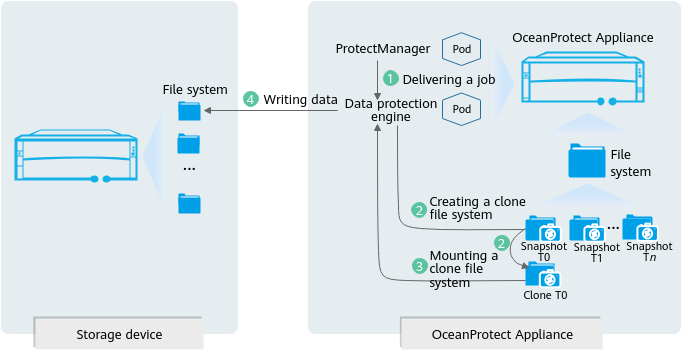 OceanProtect Appliance
ProtectManager
Pod
1 Delivering a job
File system
4 Writing data
Data protection
engine
Pod
File
system
...
2 Creating a clone
file system
...
Snapshot
T0
Snapshot
T1
Snapshot
Tn
2
3 Mounting a
clone file
system
Clone T0
Storage device
OceanProtect Appliance